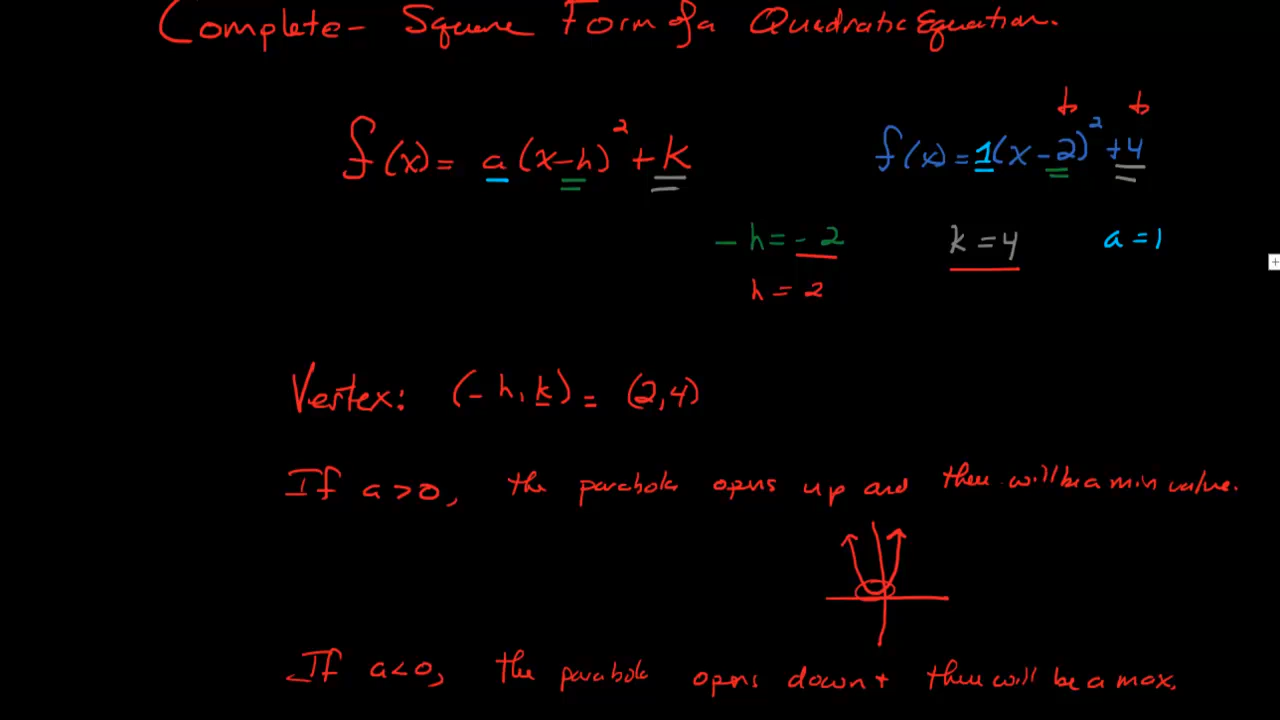 Complete - Square Form of a Quadratic Equation.
f(x) = a(x-h)² + k
f(x) = 1(x-2)² + 4
-h = -2
k = 4
a = 1
h = 2
Vertex: (-h, k) = (2, 4)
If a > 0, the parabola opens up and there will be a min value.
If a < 0, the parabola opens down + there will be a max.